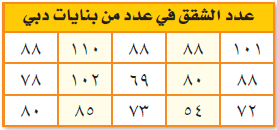 عدد الشقق في عدد من بنايات دبي
١٠١ ٨٨ ٨٨ ١١٠ ٨٨
٨٨ ٨٠ ٦٩ ١٠٢ ٧٨
٧٢ ٥٤ ٧٣ ٨٥ ٨٠